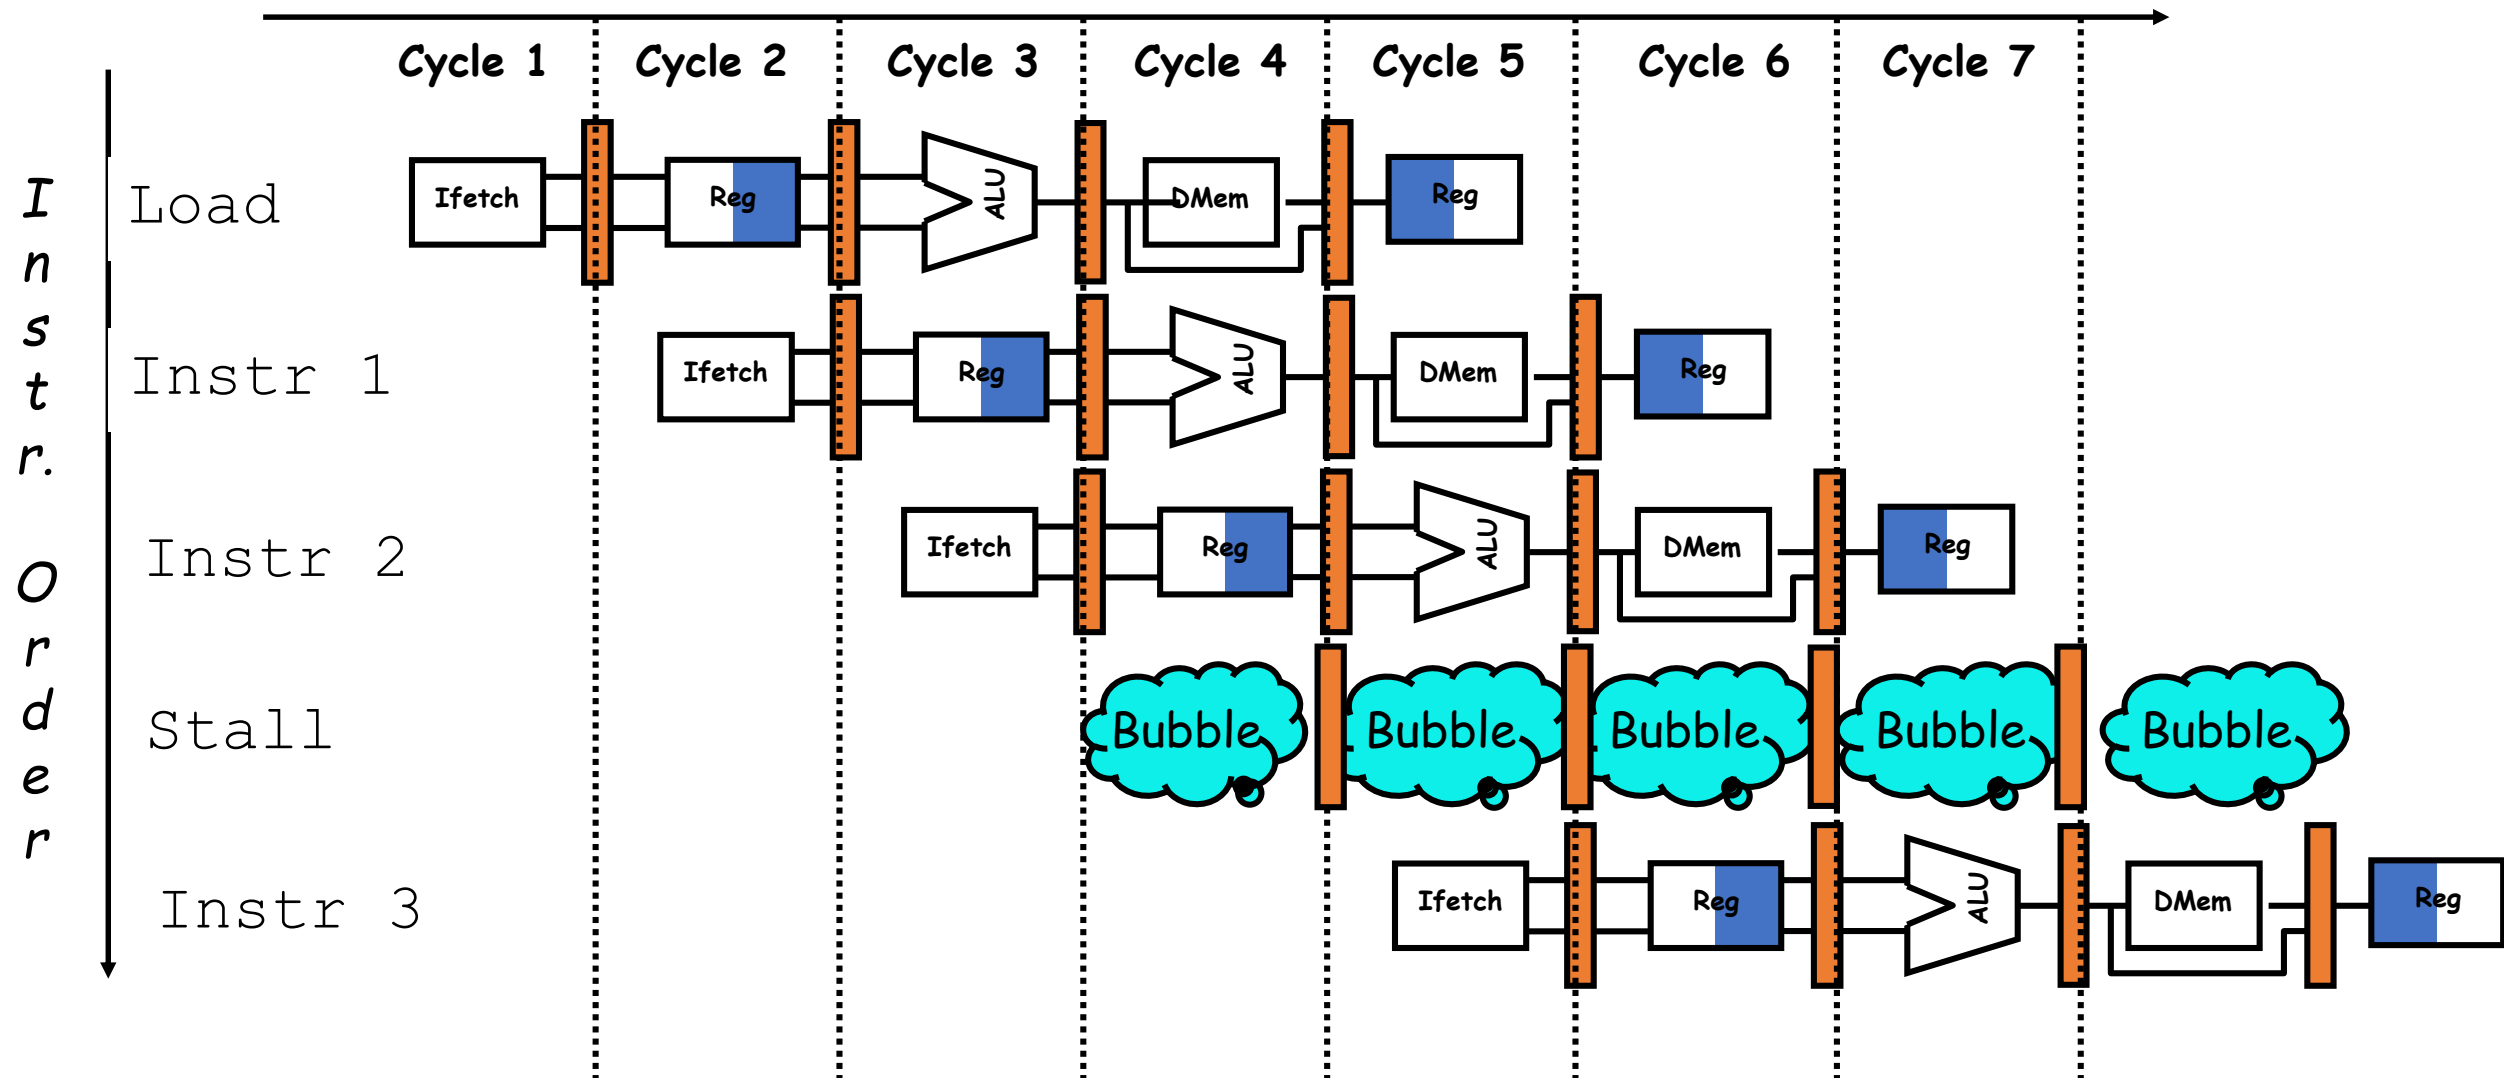 Cycle 1 Cycle 2 Cycle 3 Cycle 4 Cycle 5 Cycle 6 Cycle 7
Instr. Order
Load Ifetch Reg ALU DMem Reg
Instr 1 Ifetch Reg ALU DMem Reg
Instr 2 Ifetch Reg ALU DMem Reg
Stall Bubble Bubble Bubble Bubble Bubble
Instr 3 Ifetch Reg ALU DMem Reg